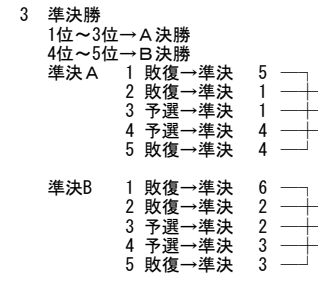 3 準決勝
1位～3位→A決勝
4位～5位→B決勝
準決A 1 敗復→準決 5
2 敗復→準決 1
3 予選→準決 1
4 予選→準決 4
5 敗復→準決 4
準決B 1 敗復→準決 6
2 敗復→準決 2
3 予選→準決 2
4 予選→準決 3
5 敗復→準決 3